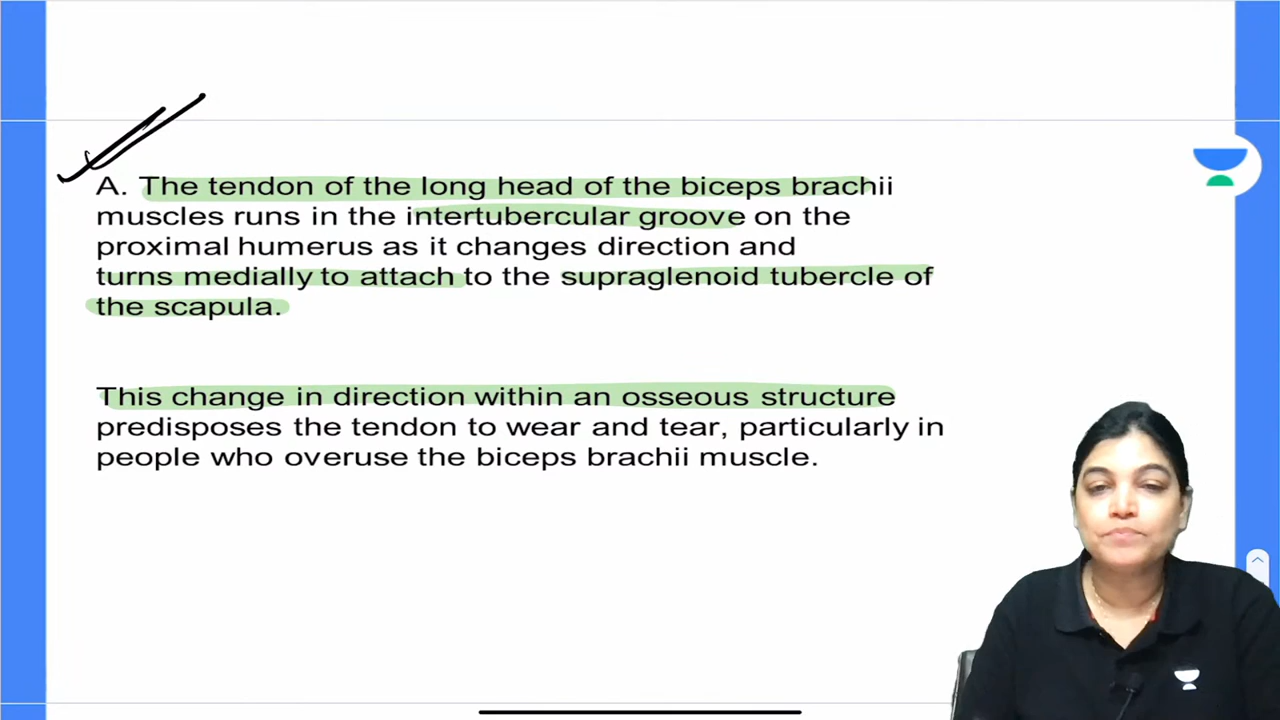 A. The tendon of the long head of the biceps brachii
muscles runs in the intertubercular groove on the
proximal humerus as it changes direction and
turns medially to attach to the supraglenoid tubercle of
the scapula.
This change in direction within an osseous structure
predisposes the tendon to wear and tear, particularly in
people who overuse the biceps brachii muscle.